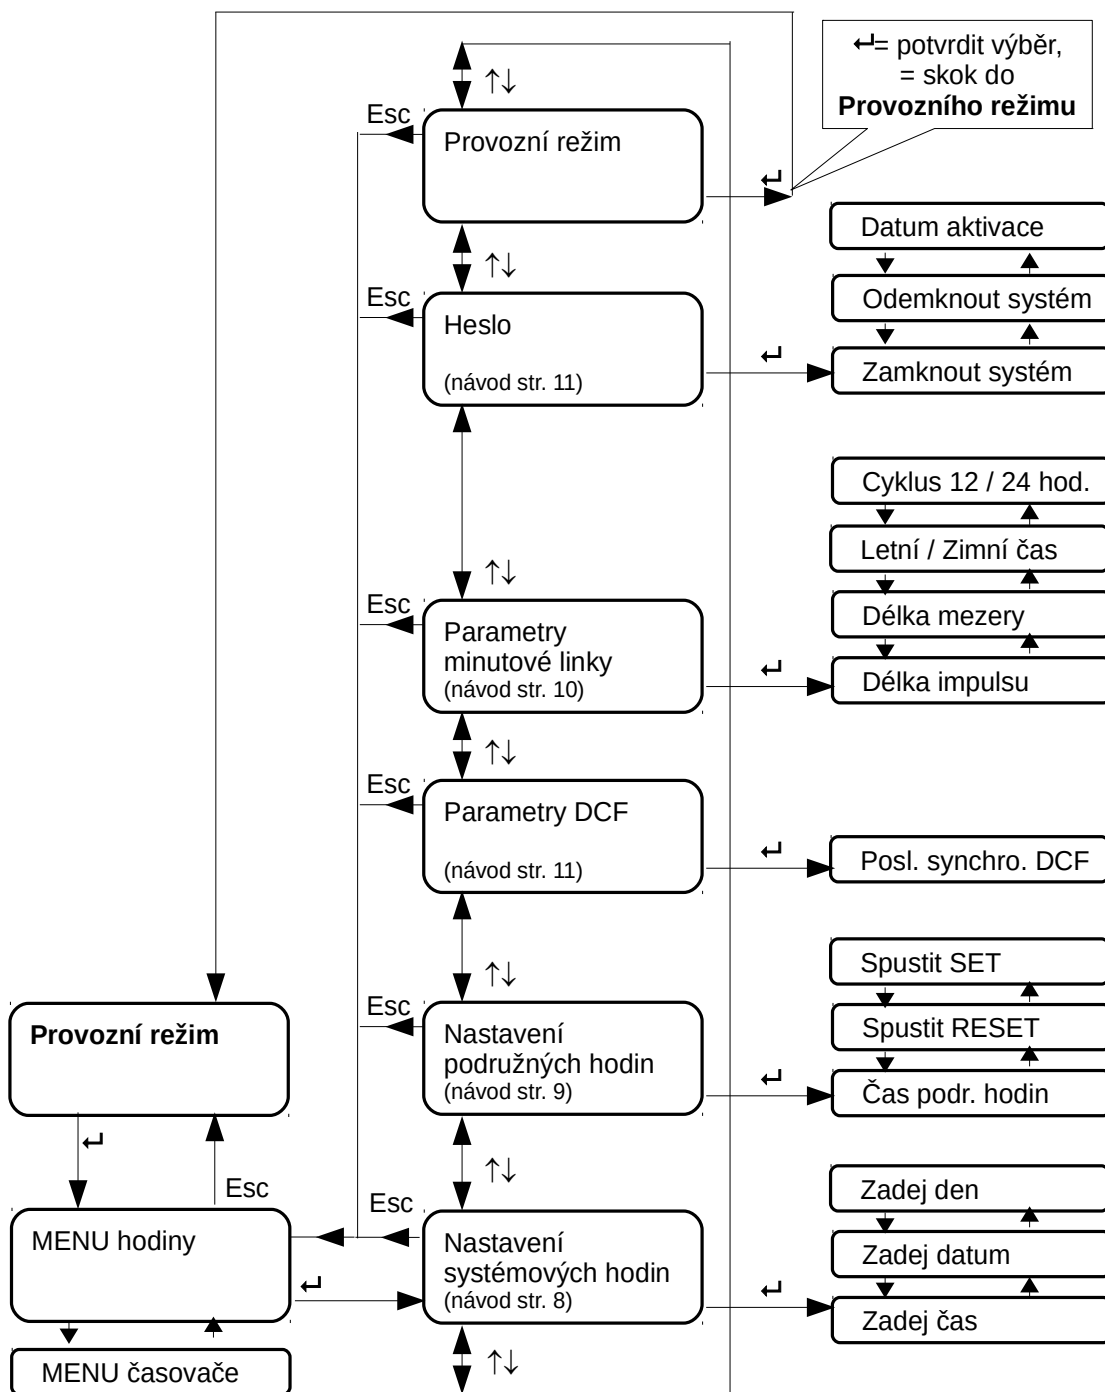 ↵= potvrdit výběr,
= skok do
Provozního režimu
↑↓
Esc
Provozní režim
↵
Datum aktivace
↑↓
Odemknout systém
Esc
Heslo
↵
Zamknout systém
(návod str. 11)
Cyklus 12 / 24 hod.
Letní / Zimní čas
↑↓
Esc
Délka mezery
Parametry
minutové linky
(návod str. 10)
↵
Délka impulsu
↑↓
Esc
Parametry DCF
↵
Posl. synchro. DCF
(návod str. 11)
Spustit SET
↑↓
Esc
Spustit RESET
Provozní režim
Nastavení
podružných hodin
(návod str. 9)
↵
Čas podr. hodin
↵
↑↓
Esc
Zadej den
Esc
MENU hodiny
Nastavení
systémových hodin
(návod str. 8)
Zadej datum
↵
↵
Zadej čas
↑↓
MENU časovače